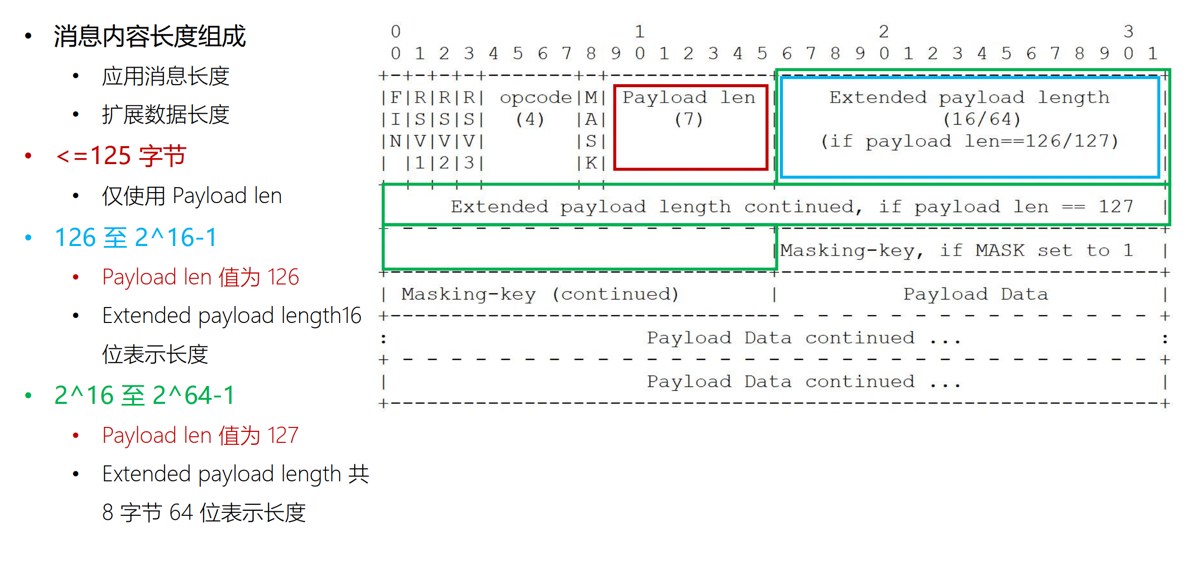 • 消息内容长度组成
• 应用消息长度
• 扩展数据长度
• <=125 字节
• 仅使用 Payload len
• 126 至 2^16-1
• Payload len 值为 126
• Extended payload length16
位表示长度
• 2^16 至 2^64-1
• Payload len 值为 127
• Extended payload length 共
8 字节 64 位表示长度
0 1 2 3
0 1 2 3 4 5 6 7 8 9 0 1 2 3 4 5 6 7 8 9 0 1 2 3 4 5 6 7 8 9 0 1
+-+-+-+-+-------+-+-------------+-------------------------------+
|F|R|R|R| opcode|M| Payload len | Extended payload length |
|I|S|S|S| (4) |A| (7) | (16/64) |
|N|V|V|V| |S| | (if payload len==126/127) |
| |1|2|3| |K| | |
+-+-+-+-+-------+-+-------------+ - - - - - - - - - - - - - - - +
| Extended payload length continued, if payload len == 127 |
+ - - - - - - - - - - - - - - - +-------------------------------+
| |Masking-key, if MASK set to 1 |
+-------------------------------+-------------------------------+
| Masking-key (continued) | Payload Data |
+-------------------------------- - - - - - - - - - - - - - - - +
: Payload Data continued ... :
+ - - - - - - - - - - - - - - - - - - - - - - - - - - - - - - - +
| Payload Data continued ... |
+---------------------------------------------------------------+